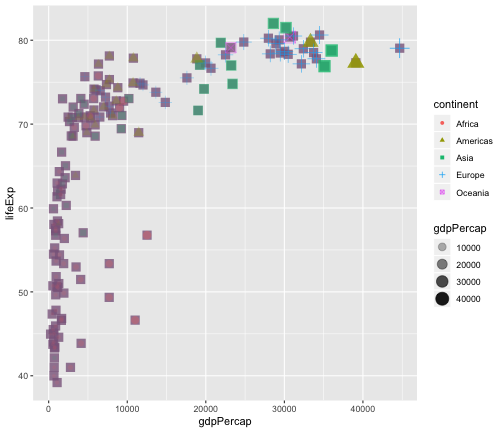 80
70
60
50
40
lifeExp
0
10000
20000
30000
40000
gdpPercap
continent
Africa
Americas
Asia
Europe
Oceania
gdpPercap
10000
20000
30000
40000